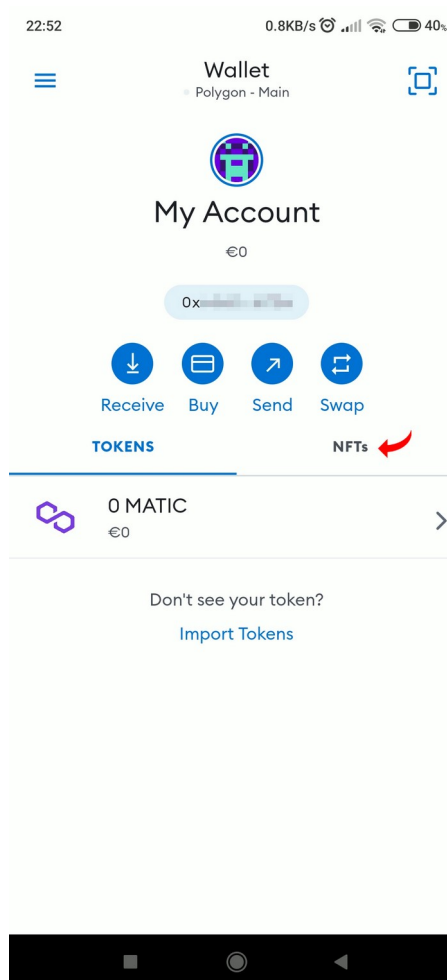 22:52 0.8KB/s 40%
Wallet
Polygon - Main
My Account
€0
0x
Receive Buy Send Swap
TOKENS NFTs
0 MATIC
€0
Don't see your token?
Import Tokens